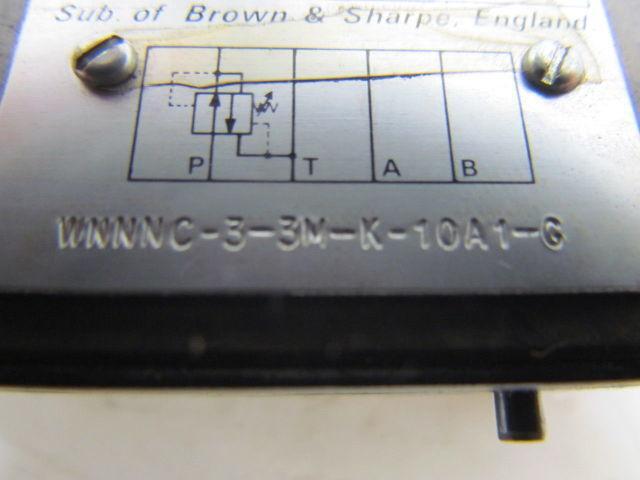 Sub. of Brown & Sharpe, England
P T A B
WNNNC-3-3M-K-10A1-G